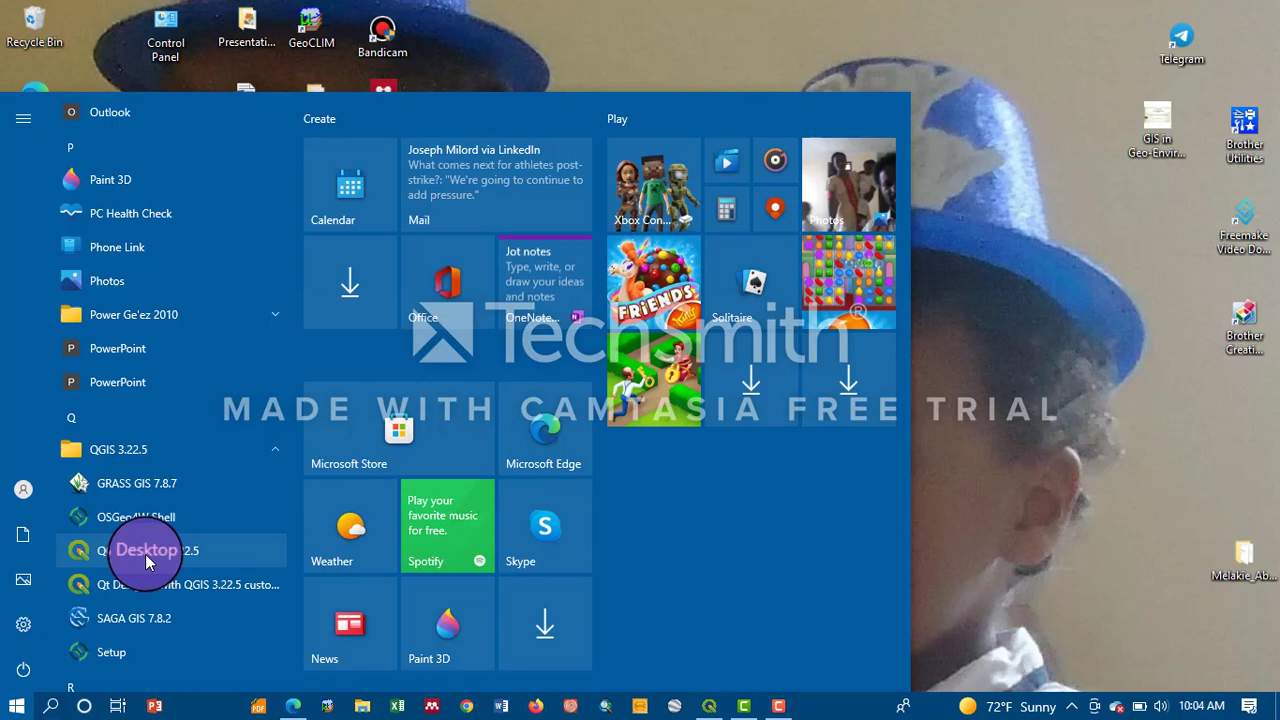 Recycle Bin
Control
Panel
Presentati...
GeoCLIM
Bandicam
Telegram
GIS in
Geo-Envir...
Brother
Utilities
Freemake
Video Do...
Brother
Creati...
Melakie_Ab...
Outlook
P
Paint 3D
PC Health Check
Phone Link
Photos
Power Ge'ez 2010
PowerPoint
PowerPoint
Q
QGIS 3.22.5
GRASS GIS 7.8.7
OSGeo4W Shell
Desktop
Setup
SAGA GIS 7.8.2
R
Create
Calendar
Joseph Milord via LinkedIn
What comes next for athletes post-
strike?: "We're going to continue to
add pressure."
Mail
Office
Jot notes
Type, write, or
draw your ideas
and notes
OneNote...
Microsoft Store
Microsoft Edge
Weather
Play your
favorite music
for free.
Spotify
Skype
News
Paint 3D
Play
Xbox Con...
Photos
FRIENDS
Solitaire
TechSmith®
MADE WITH CAMTASIA FREE TRIAL
72°F Sunny
10:04 AM